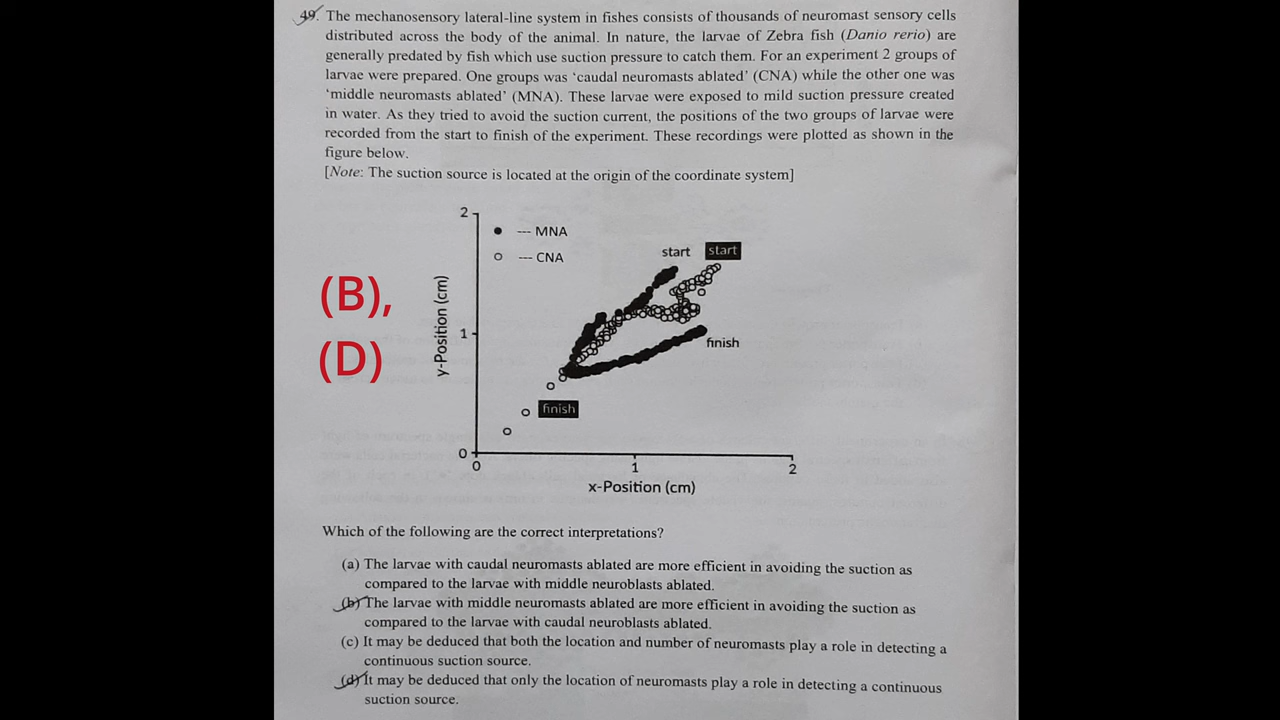 49. The mechanosensory lateral-line system in fishes consists of thousands of neuromast sensory cells
distributed across the body of the animal. In nature, the larvae of Zebra fish (Danio rerio) are
generally predated by fish which use suction pressure to catch them. For an experiment 2 groups of
larvae were prepared. One groups was ‘caudal neuromasts ablated’ (CNA) while the other one was
‘middle neuromasts ablated’ (MNA). These larvae were exposed to mild suction pressure created
in water. As they tried to avoid the suction current, the positions of the two groups of larvae were
recorded from the start to finish of the experiment. These recordings were plotted as shown in the
figure below.
[Note: The suction source is located at the origin of the coordinate system]
2
--- MNA
--- CNA
start start
(B),
(D)
y-Position (cm)
1
finish
finish
0
0 1 2
x-Position (cm)
Which of the following are the correct interpretations?
(a) The larvae with caudal neuromasts ablated are more efficient in avoiding the suction as
compared to the larvae with middle neuroblasts ablated.
(b) The larvae with middle neuromasts ablated are more efficient in avoiding the suction as
compared to the larvae with caudal neuroblasts ablated.
(c) It may be deduced that both the location and number of neuromasts play a role in detecting a
continuous suction source.
(d) It may be deduced that only the location of neuromasts play a role in detecting a continuous
suction source.